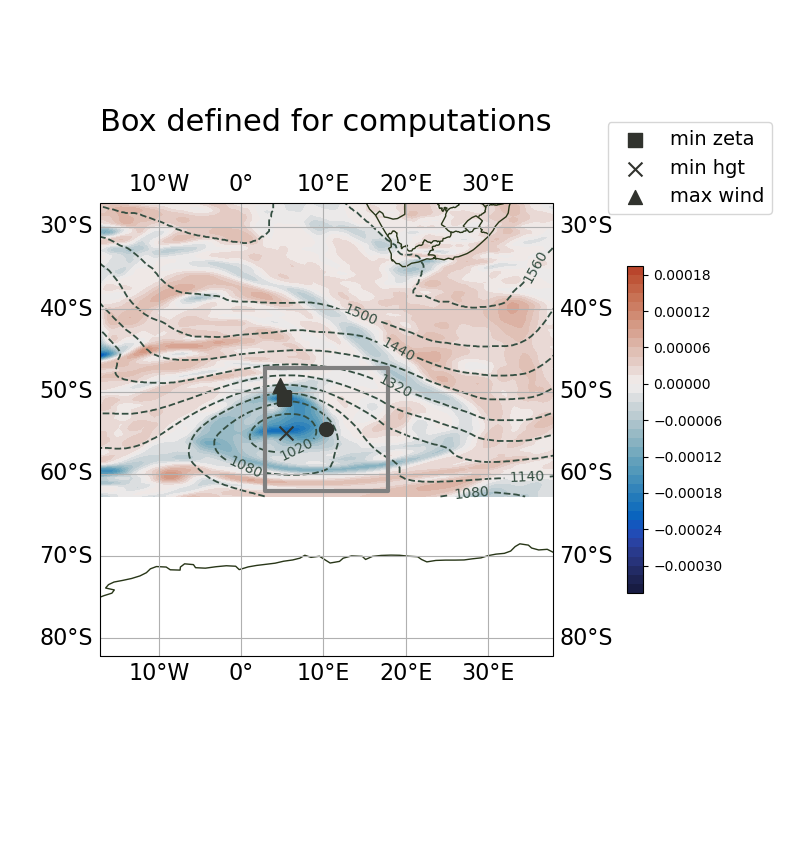 Box defined for computations
min zeta
min hgt
max wind
10°W 0° 10°E 20°E 30°E
30°S 30°S
40°S 40°S
50°S 50°S
60°S 60°S
70°S 70°S
80°S 80°S
10°W 0° 10°E 20°E 30°E
1560
1500
1440
1320
1020
1080
1140
1080
0.00018
0.00012
0.00006
0.00000
−0.00006
−0.00012
−0.00018
−0.00024
−0.00030